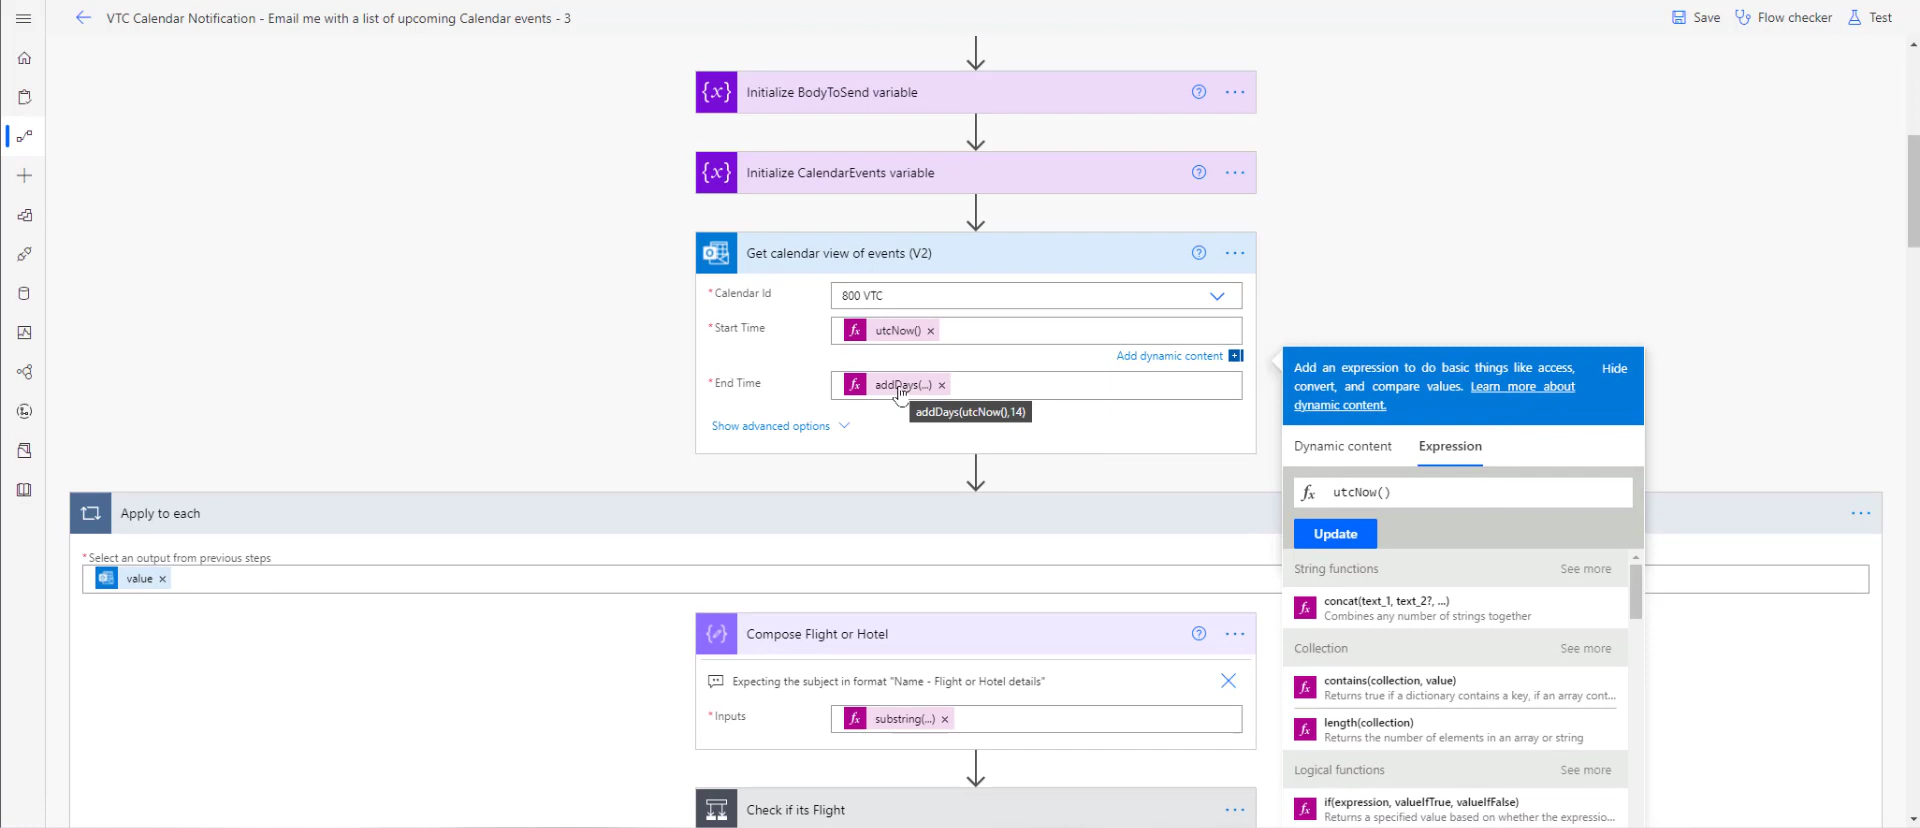 VTC Calendar Notification - Email me with a list of upcoming Calendar events - 3
Save
Flow checker
Test
{x} Initialize BodyToSend variable
{x} Initialize CalendarEvents variable
Get calendar view of events (V2)
* Calendar Id
800 VTC
* Start Time
fx utcNow() ×
Add dynamic content
* End Time
fx addDays(...) ×
addDays(utcNow(),14)
Show advanced options
Apply to each
* Select an output from previous steps
value ×
Compose Flight or Hotel
Expecting the subject in format "Name - Flight or Hotel details"
* Inputs
fx substring(...) ×
Check if its Flight
Add an expression to do basic things like access,
convert, and compare values. Learn more about
dynamic content.
Hide
Dynamic content
Expression
fx utcNow()
Update
String functions
See more
fx concat(text_1, text_2?, ...)
Combines any number of strings together
Collection
See more
fx contains(collection, value)
Returns true if a dictionary contains a key, if an array cont...
fx length(collection)
Returns the number of elements in an array or string
Logical functions
See more
fx if(expression, valueIfTrue, valueIfFalse)
Returns a specified value based on whether the expressio...